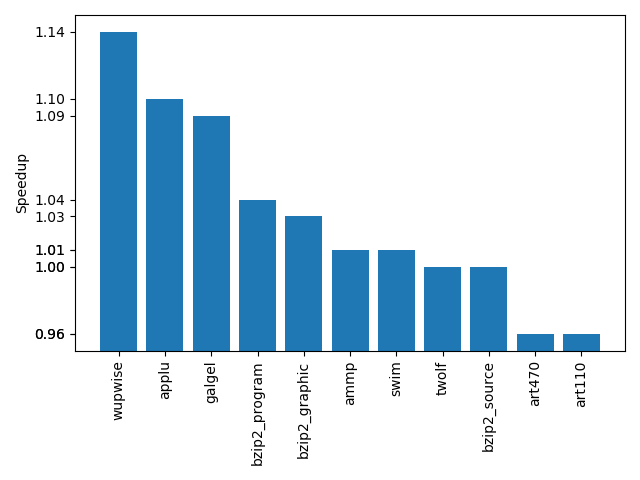 Speedup
1.14
1.10
1.09
1.04
1.03
1.01
1.00
0.96
wupwise
applu
galgel
bzip2_program
bzip2_graphic
ammp
swim
twolf
bzip2_source
art470
art110